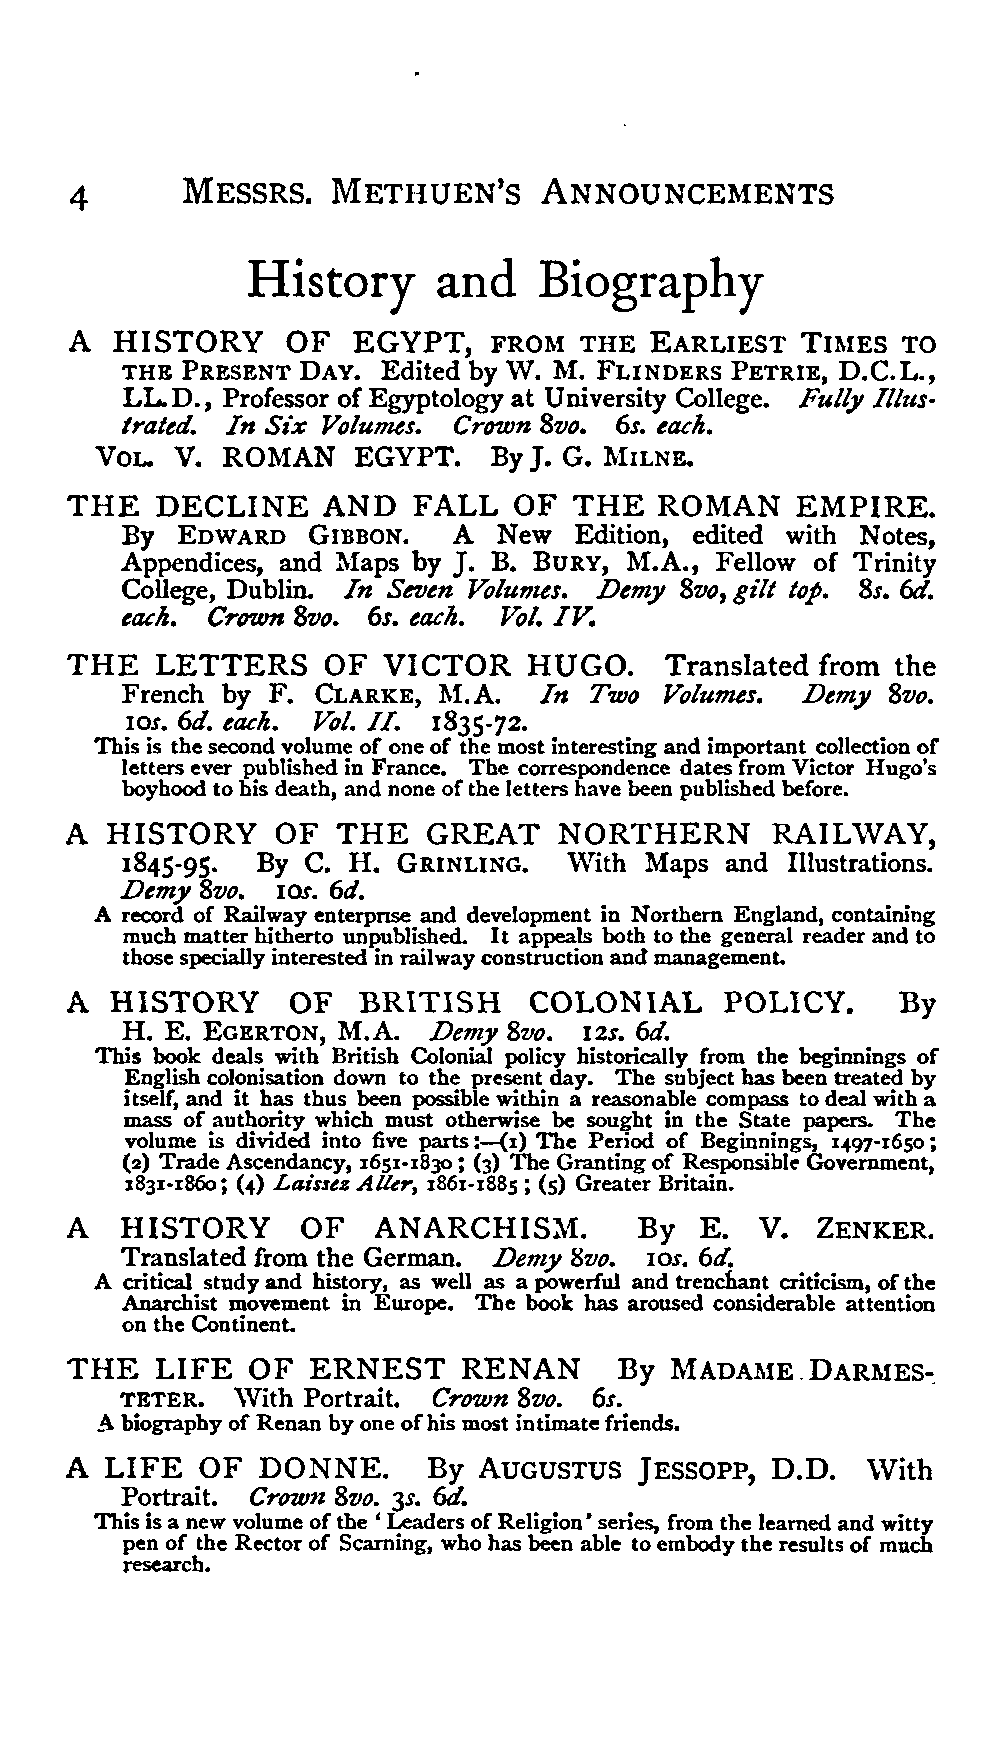 4 MESSRS. METHUEN'S ANNOUNCEMENTS
History and Biography
A HISTORY OF EGYPT, FROM THE EARLIEST TIMES TO
THE PRESENT DAY. Edited by W. M. FLINDERS PETRIE, D.C.L.,
LL.D., Professor of Egyptology at University College. Fully Illus-
trated. In Six Volumes. Crown 8vo. 6s. each.
VOL. V. ROMAN EGYPT. By J. G. MILNE.
THE DECLINE AND FALL OF THE ROMAN EMPIRE.
By EDWARD GIBBON. A New Edition, edited with Notes,
Appendices, and Maps by J. B. BURY, M.A., Fellow of Trinity
College, Dublin. In Seven Volumes. Demy 8vo, gilt top. 8s. 6d.
each. Crown 8vo. 6s. each. Vol. IV.
THE LETTERS OF VICTOR HUGO. Translated from the
French by F. CLARKE, M.A. In Two Volumes. Demy 8vo.
10s. 6d. each. Vol. II. 1835-72.
This is the second volume of one of the most interesting and important collection of
letters ever published in France. The correspondence dates from Victor Hugo's
boyhood to his death, and none of the letters have been published before.
A HISTORY OF THE GREAT NORTHERN RAILWAY,
1845-95. By C. H. GRINLING. With Maps and Illustrations.
Demy 8vo. 10s. 6d.
A record of Railway enterprise and development in Northern England, containing
much matter hitherto unpublished. It appeals both to the general reader and to
those specially interested in railway construction and management.
A HISTORY OF BRITISH COLONIAL POLICY. By
H. E. EGERTON, M.A. Demy 8vo. 12s. 6d.
This book deals with British Colonial policy historically from the beginnings of
English colonisation down to the present day. The subject has been treated by
itself, and it has thus been possible within a reasonable compass to deal with a
mass of authority which must otherwise be sought in the State papers. The
volume is divided into five parts:—(1) The Period of Beginnings, 1497-1650;
(2) Trade Ascendancy, 1651-1830; (3) The Granting of Responsible Government,
1831-1860; (4) Laissez Aller, 1861-1885; (5) Greater Britain.
A HISTORY OF ANARCHISM. By E. V. ZENKER.
Translated from the German. Demy 8vo. 10s. 6d.
A critical study and history, as well as a powerful and trenchant criticism, of the
Anarchist movement in Europe. The book has aroused considerable attention
on the Continent.
THE LIFE OF ERNEST RENAN By MADAME DARMES-
TETER. With Portrait. Crown 8vo. 6s.
A biography of Renan by one of his most intimate friends.
A LIFE OF DONNE. By AUGUSTUS JESSOPP, D.D. With
Portrait. Crown 8vo. 3s. 6d.
This is a new volume of the 'Leaders of Religion' series, from the learned and witty
pen of the Rector of Scarning, who has been able to embody the results of much
research.